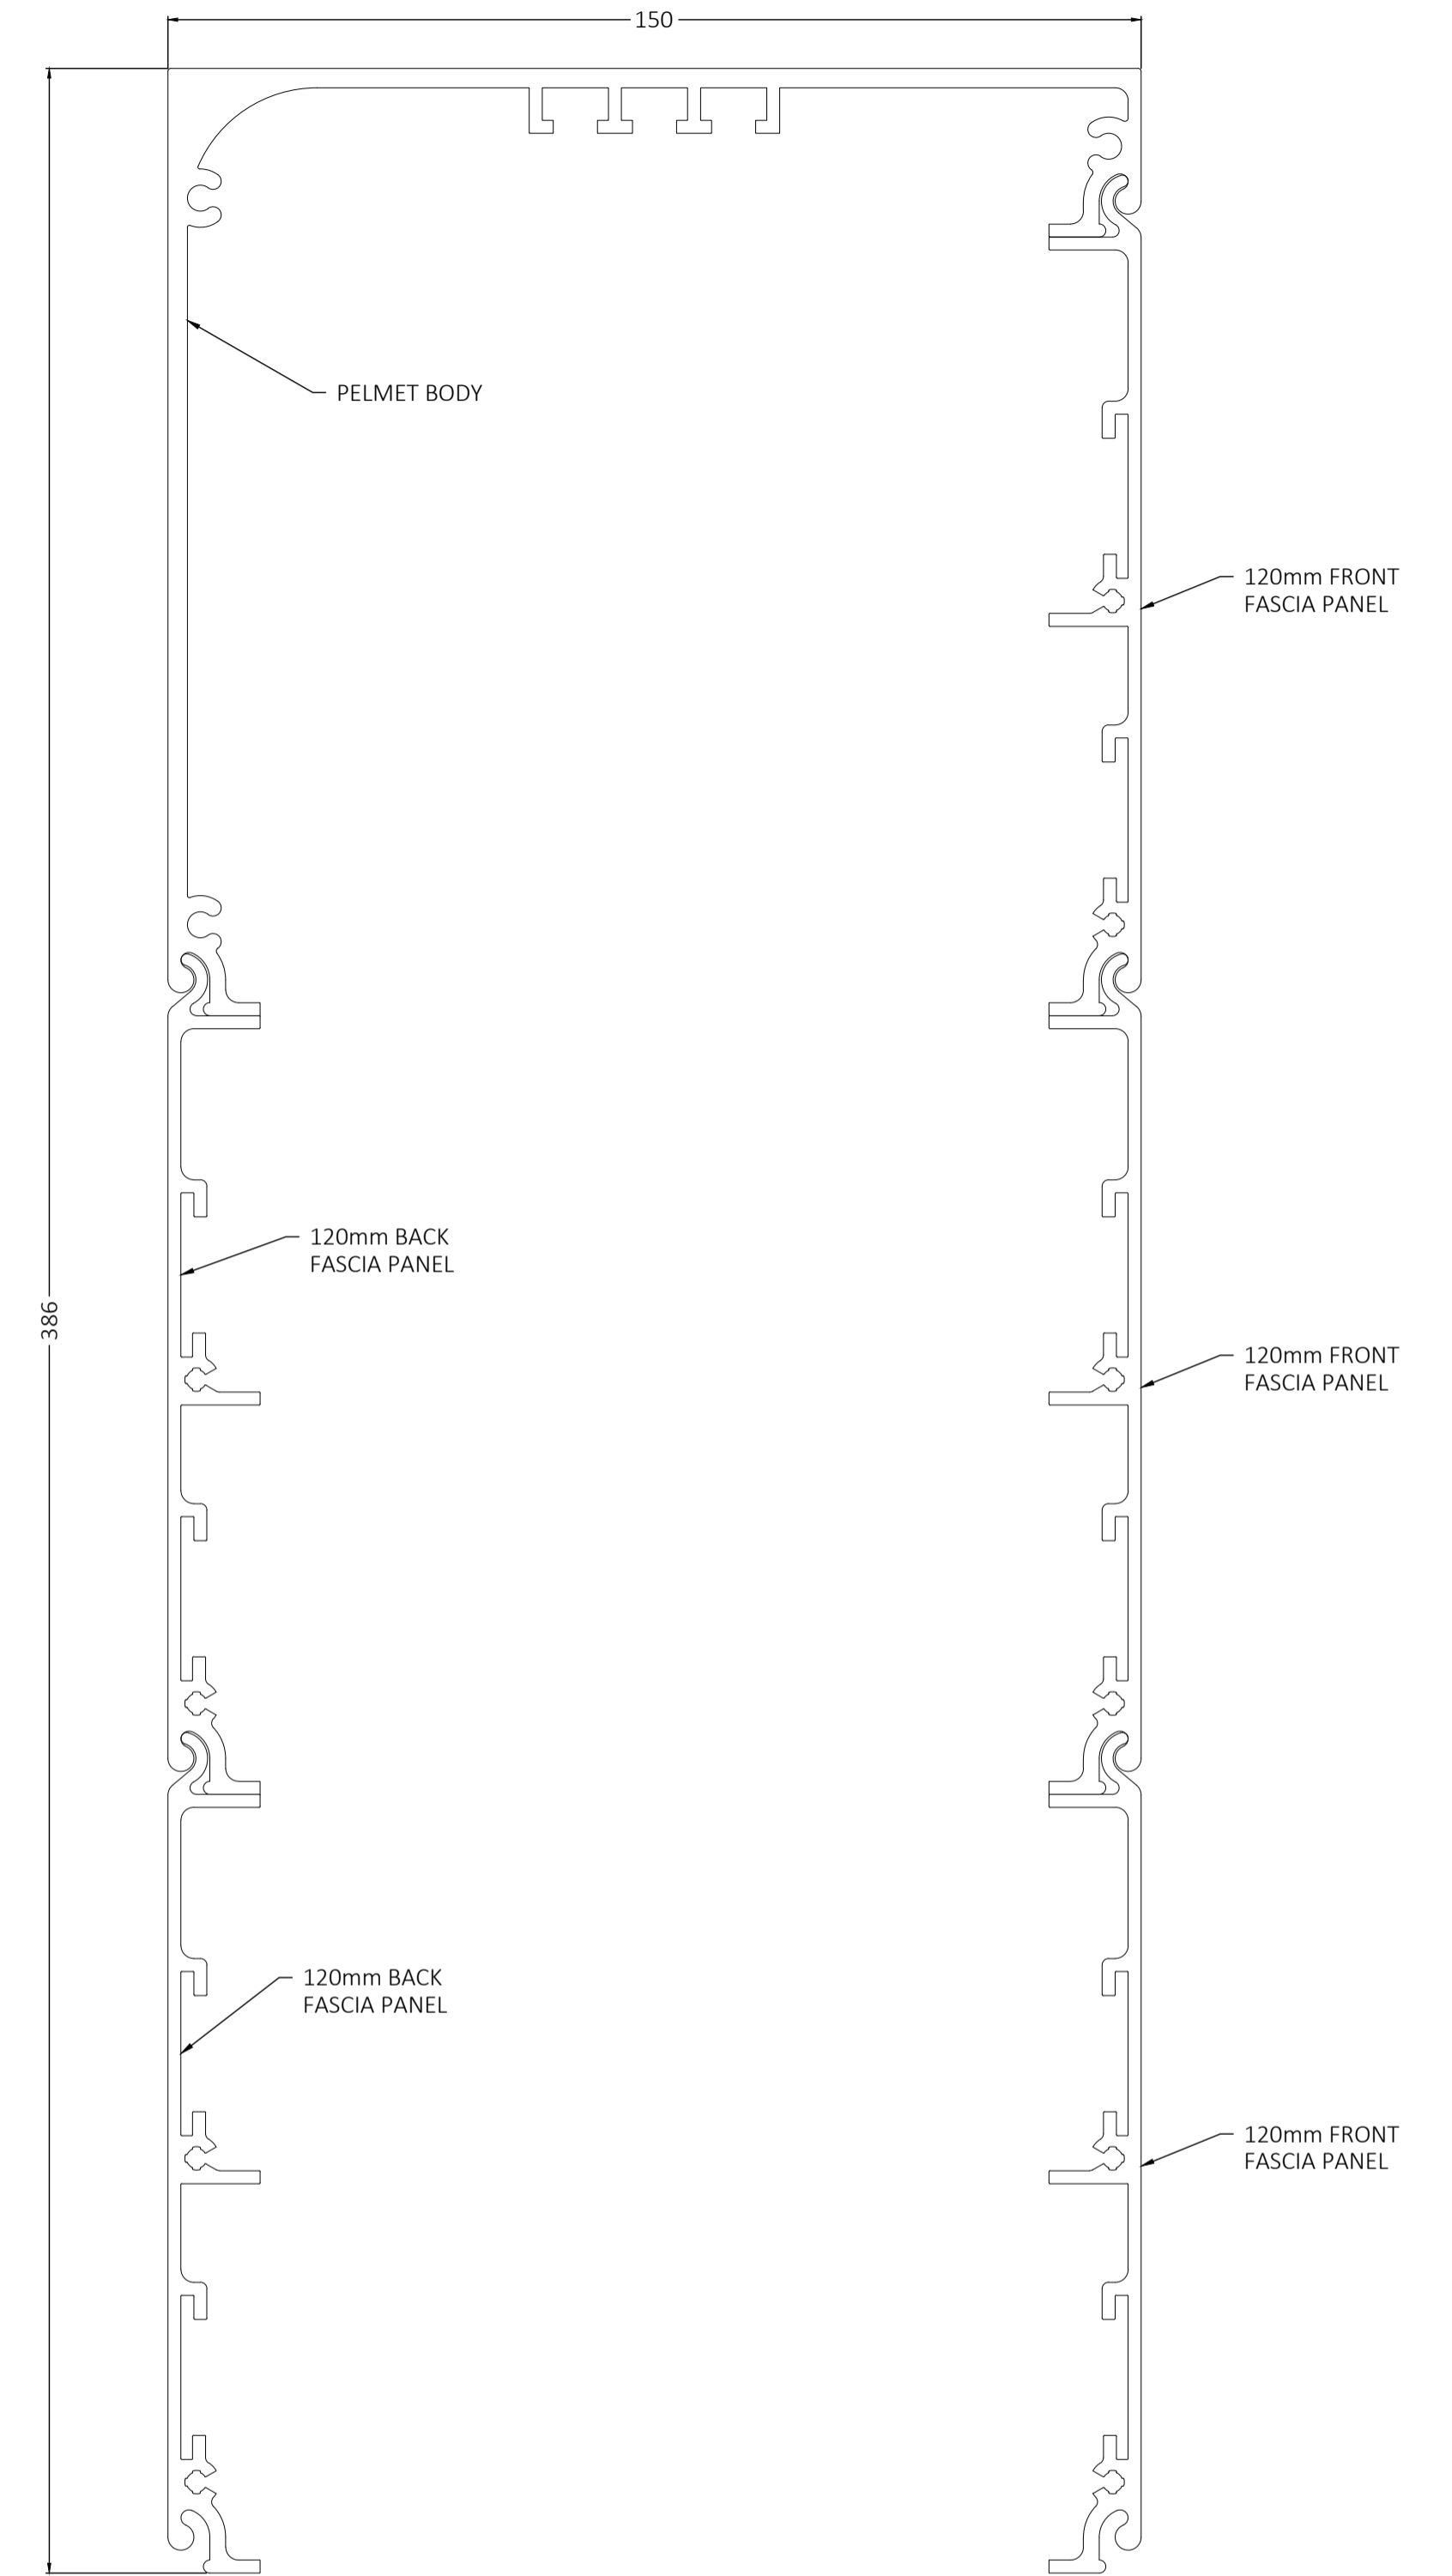 150
PELMET BODY
120mm FRONT
FASCIA PANEL
120mm BACK
FASCIA PANEL
386
120mm FRONT
FASCIA PANEL
120mm BACK
FASCIA PANEL
120mm FRONT
FASCIA PANEL